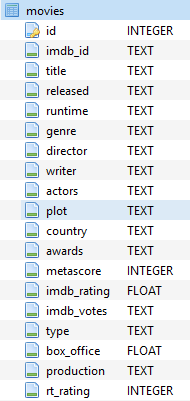 movies
id INTEGER
imdb_id TEXT
title TEXT
released TEXT
runtime TEXT
genre TEXT
director TEXT
writer TEXT
actors TEXT
plot TEXT
country TEXT
awards TEXT
metascore INTEGER
imdb_rating FLOAT
imdb_votes TEXT
type TEXT
box_office FLOAT
production TEXT
rt_rating INTEGER